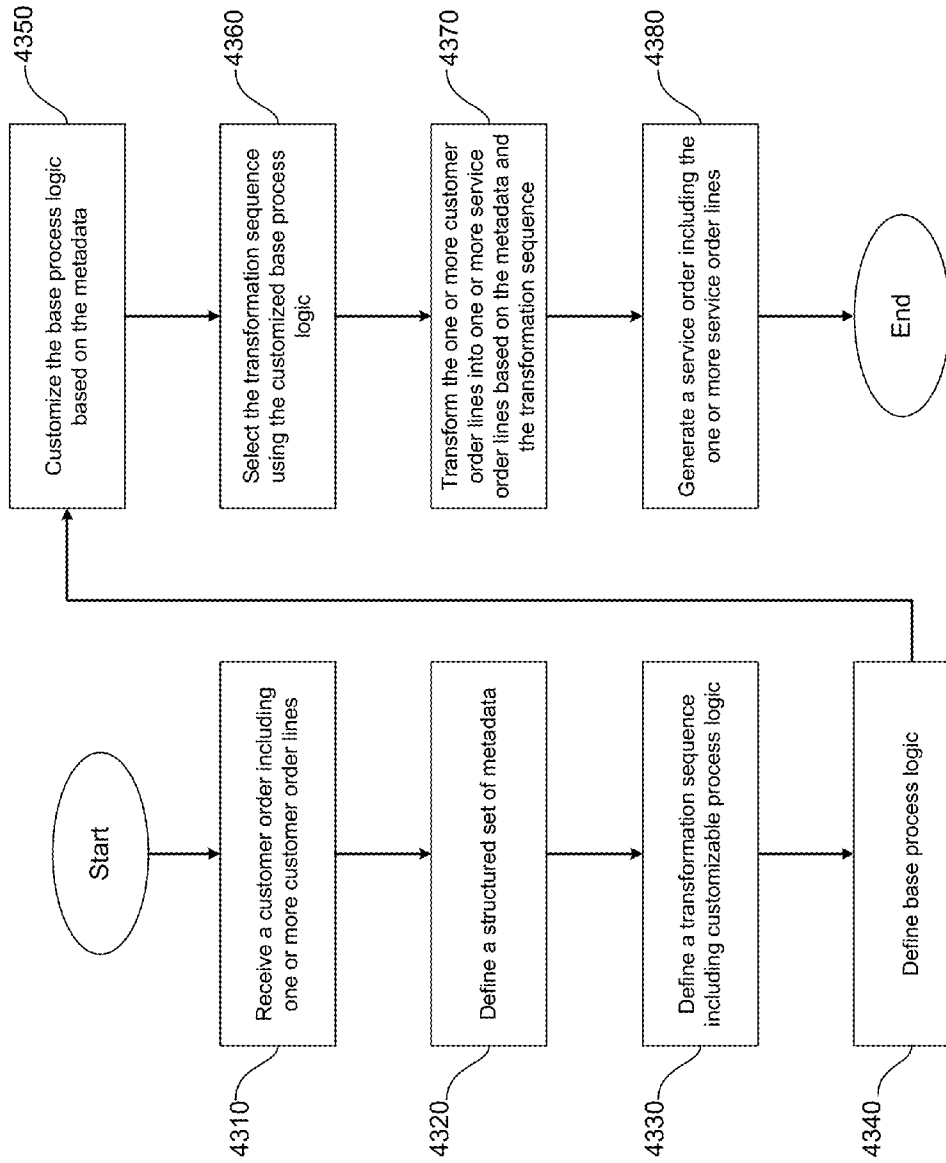 Start
4310
Receive a customer order including
one or more customer order lines
4320
Define a structured set of metadata
4330
Define a transformation sequence
including customizable process logic
4340
Define base process logic
4350
Customize the base process logic
based on the metadata
4360
Select the transformation sequence
using the customized base process
logic
4370
Transform the one or more customer
order lines into one or more service
order lines based on the metadata and
the transformation sequence
4380
Generate a service order including the
one or more service order lines
End